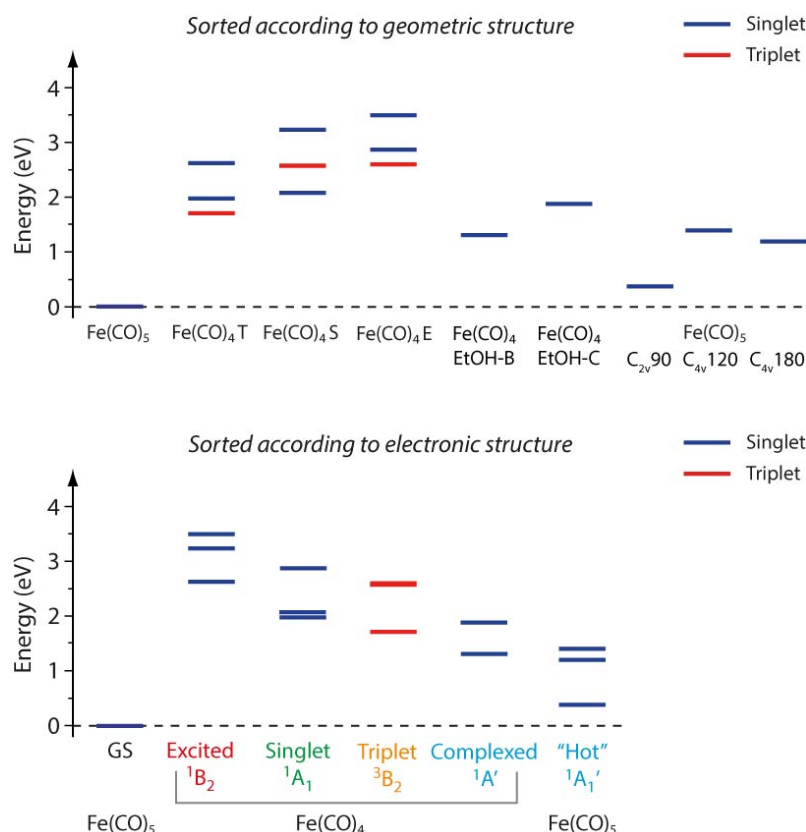 Sorted according to geometric structure
Singlet
Triplet
Energy (eV)
4
3
2
1
0
Fe(CO)₅ Fe(CO)₄T Fe(CO)₄S Fe(CO)₄E Fe(CO)₄ Fe(CO)₄ Fe(CO)₅
EtOH-B EtOH-C C₂ᵥ90 C₄ᵥ120 C₄ᵥ180
Sorted according to electronic structure
Singlet
Triplet
Energy (eV)
4
3
2
1
0
GS Excited Singlet Triplet Complexed "Hot"
¹B₂ ¹A₁ ³B₂ ¹A' ¹A₁'
Fe(CO)₅ Fe(CO)₄ Fe(CO)₅